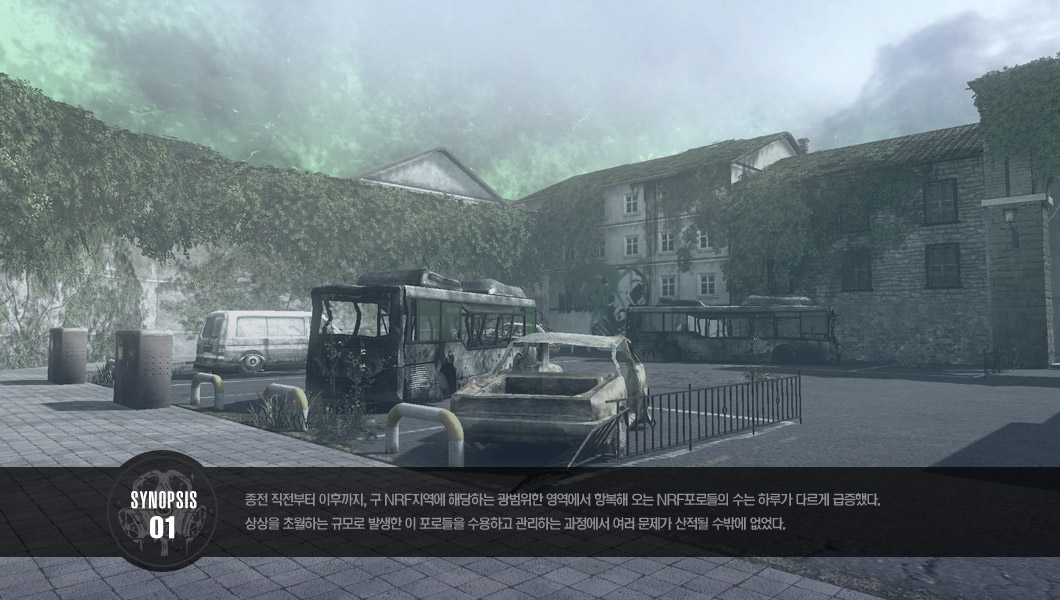 SYNOPSIS
01
종전 직전부터 이후까지, 구 NRF지역에 해당하는 광범위한 영역에서 항복해 오는 NRF포로들의 수는 하루가 다르게 급증했다.
상상을 초월하는 규모로 발생한 이 포로들을 수용하고 관리하는 과정에서 여러 문제가 산적될 수밖에 없었다.